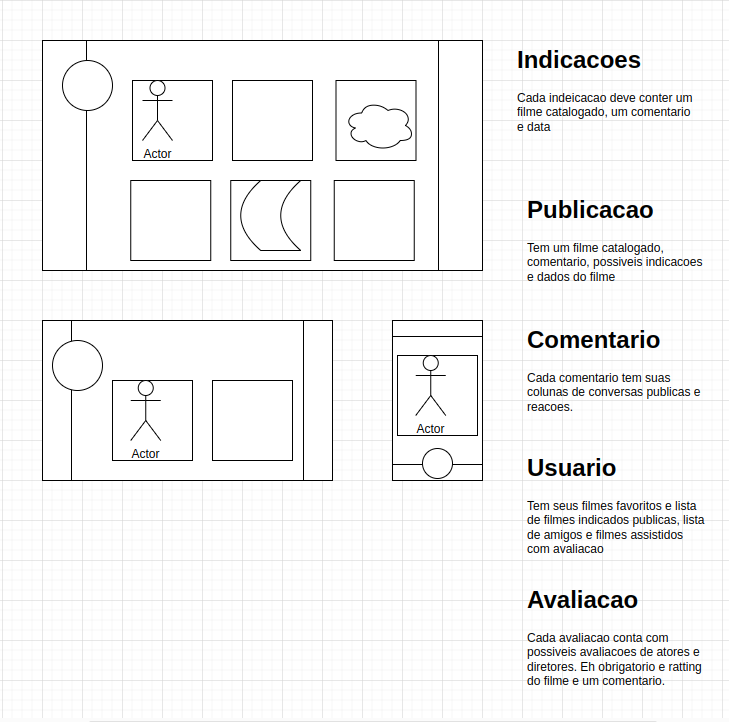 Indicacoes
Cada indeicacao deve conter um
filme catalogado, um comentario
e data
Actor
Publicacao
Tem um filme catalogado,
comentario, possiveis indicacoes
e dados do filme
Comentario
Cada comentario tem suas
colunas de conversas publicas e
reacoes.
Actor
Actor
Usuario
Tem seus filmes favoritos e lista
de filmes indicados publicas, lista
de amigos e filmes assistidos
com avaliacao
Avaliacao
Cada avaliacao conta com
possiveis avaliacoes de atores e
diretores. Eh obrigatorio e ratting
do filme e um comentario.